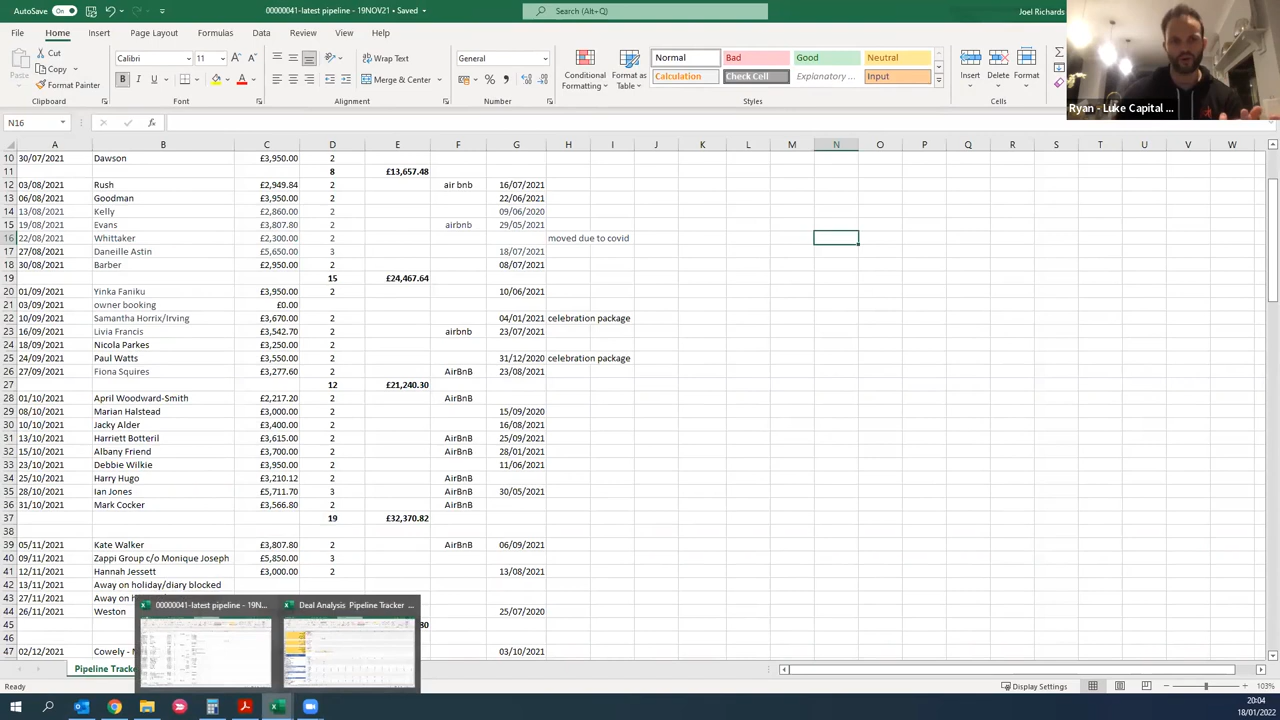 AutoSave On 00000041-latest pipeline - 19NOV21 • Saved Search (Alt+Q) Joel Richards
File Home Insert Page Layout Formulas Data Review View Help
Cut
Copy
Format Painter
Paste
Calibri 11
Wrap Text
Merge & Center
General
Conditional Formatting
Format as Table
Normal Bad Good Neutral
Calculation Check Cell Explanatory ... Input
Insert Delete Format
Clipboard Font Alignment Number Styles Cells
Ryan - Luke Capital ...
N16
A B C D E F G H I J K L M N O P Q R S T U V W
10 30/07/2021 Dawson £3,950.00 2
11 8 £13,657.48
12 03/08/2021 Rush £2,949.84 2 air bnb 16/07/2021
13 06/08/2021 Goodman £3,950.00 2 22/06/2021
14 13/08/2021 Kelly £2,860.00 2 09/06/2020
15 19/08/2021 Evans £3,807.80 2 airbnb 29/05/2021
16 22/08/2021 Whittaker £2,300.00 2 moved due to covid
17 27/08/2021 Daneille Astin £5,650.00 3 18/07/2021
18 30/08/2021 Barber £2,950.00 2 08/07/2021
19 15 £24,467.64
20 01/09/2021 Yinka Faniku £3,950.00 2 10/06/2021
21 03/09/2021 owner booking £0.00
22 10/09/2021 Samantha Horrix/Irving £3,670.00 2 04/01/2021 celebration package
23 16/09/2021 Livia Francis £3,542.70 2 airbnb 23/07/2021
24 18/09/2021 Nicola Parkes £3,250.00 2
25 24/09/2021 Paul Watts £3,550.00 2 31/12/2020 celebration package
26 27/09/2021 Fiona Squires £3,277.60 2 AirBnB 23/08/2021
27 12 £21,240.30
28 01/10/2021 April Woodward-Smith £2,217.20 2 AirBnB
29 08/10/2021 Marian Halstead £3,000.00 2 15/09/2020
30 10/10/2021 Jacky Alder £3,400.00 2 16/08/2021
31 13/10/2021 Harriett Botteril £3,615.00 2 AirBnB 25/09/2021
32 15/10/2021 Albany Friend £3,700.00 2 AirBnB 28/01/2021
33 23/10/2021 Debbie Wilkie £3,950.00 2 11/06/2021
34 24/10/2021 Harry Hugo £3,210.12 2 AirBnB
35 28/10/2021 Ian Jones £5,711.70 3 AirBnB 30/05/2021
36 31/10/2021 Mark Cocker £3,566.80 2 AirBnB
37 19 £32,370.82
38
39 05/11/2021 Kate Walker £3,807.80 2 AirBnB 06/09/2021
40 09/11/2021 Zappi Group c/o Monique Joseph £5,850.00 3
41 12/11/2021 Hannah Jessett £3,000.00 2 13/08/2021
42 13/11/2021 Away on holiday/diary blocked
43 27/11/2021 Away on h
44 26/11/2021 Weston 25/07/2020
45 80
46
47 02/12/2021 Cowely - 03/10/2021
00000041-latest pipeline - 19N... Deal Analysis Pipeline Tracker ...
Pipeline Tracke
Ready Display Settings 103%
20:04
18/01/2022